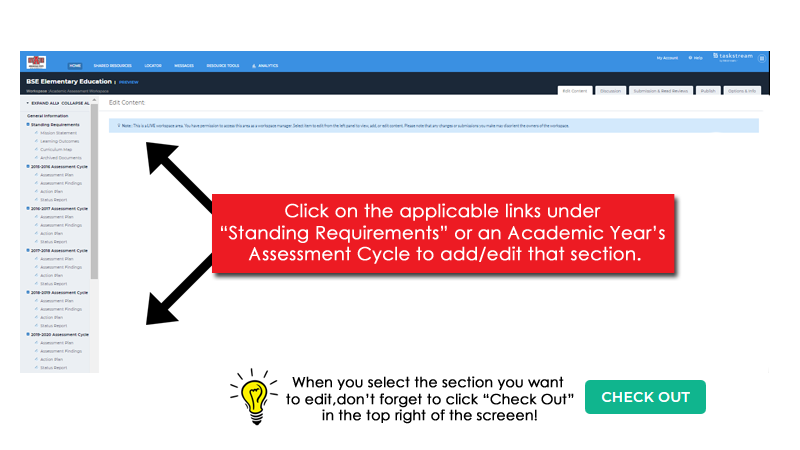 My Account
Help
taskstream
HOME
SHARED RESOURCES
LOCATOR
MESSAGES
RESOURCE TOOLS
ANALYTICS
BSE Elementary Education | PREVIEW
Workspace: Academic Assessment Workspace
Edit Content
Discussion
Submission & Read Reviews
Publish
Options & Info
EXPAND ALL COLLAPSE AL
Edit Content
General Information
Note: This is a LIVE workspace area. You have permission to access this area as a workspace manager. Select item to edit from the left panel to view, add, or edit content. Please note that any changes or submissions you make may disorient the owners of the workspace.
Standing Requirements
Mission Statement
Learning Outcomes
Curriculum Map
Archived Documents
2015-2016 Assessment Cycle
Assessment Plan
Assessment Findings
Action Plan
Status Report
2016-2017 Assessment Cycle
Assessment Plan
Assessment Findings
Action Plan
Status Report
2017-2018 Assessment Cycle
Assessment Plan
Assessment Findings
Action Plan
Status Report
2018-2019 Assessment Cycle
Assessment Plan
Assessment Findings
Action Plan
Status Report
2019-2020 Assessment Cycle
Assessment Plan
Assessment Findings
Action Plan
Status Report
Click on the applicable links under
“Standing Requirements” or an Academic Year’s
Assessment Cycle to add/edit that section.
When you select the section you want
to edit,don’t forget to click “Check Out”
in the top right of the screeen!
CHECK OUT